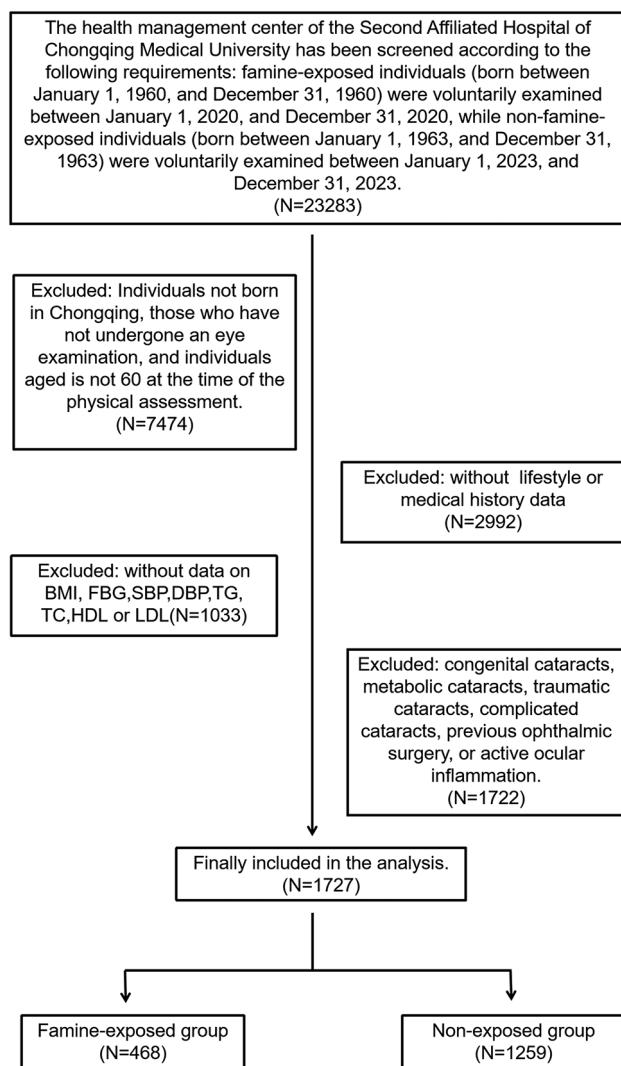 The health management center of the Second Affiliated Hospital of
Chongqing Medical University has been screened according to the
following requirements: famine-exposed individuals (born between
January 1, 1960, and December 31, 1960) were voluntarily examined
between January 1, 2020, and December 31, 2020, while non-famine-
exposed individuals (born between January 1, 1963, and December 31,
1963) were voluntarily examined between January 1, 2023, and
December 31, 2023.
(N=23283)
Excluded: Individuals not born
in Chongqing, those who have
not undergone an eye
examination, and individuals
aged is not 60 at the time of the
physical assessment.
(N=7474)
Excluded: without lifestyle or
medical history data
(N=2992)
Excluded: without data on
BMI, FBG,SBP,DBP,TG,
TC,HDL or LDL(N=1033)
Excluded: congenital cataracts,
metabolic cataracts, traumatic
cataracts, complicated
cataracts, previous ophthalmic
surgery, or active ocular
inflammation.
(N=1722)
Finally included in the analysis.
(N=1727)
Famine-exposed group
(N=468)
Non-exposed group
(N=1259)